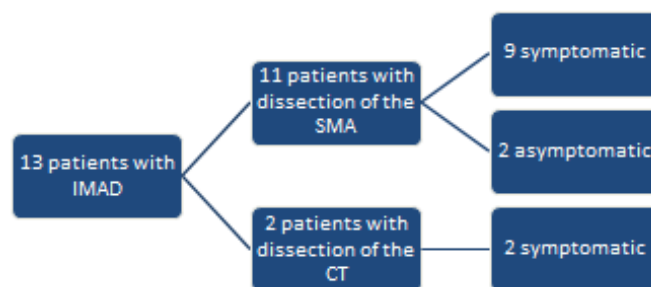 13 patients with
IMAD
11 patients with
dissection of the
SMA
2 patients with
dissection of the
CT
9 symptomatic
2 asymptomatic
2 symptomatic